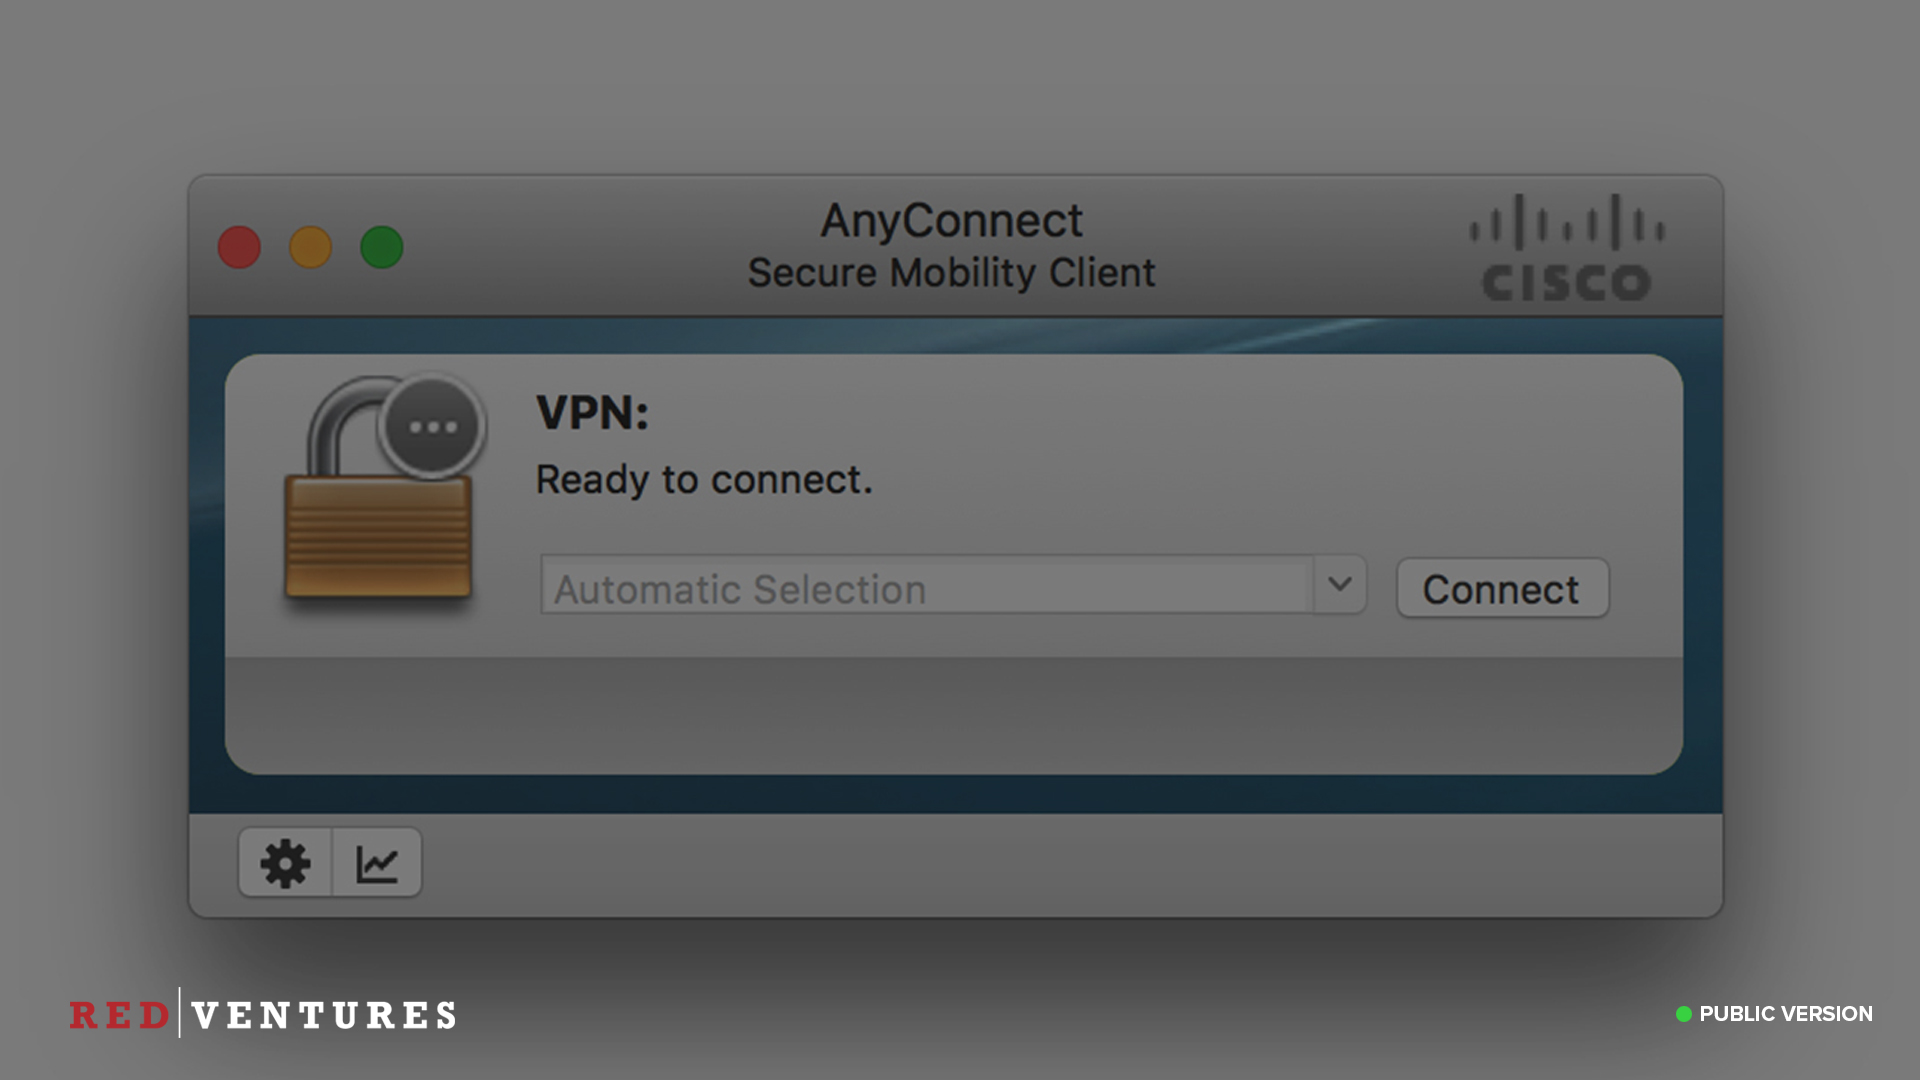 AnyConnect
Secure Mobility Client
CISCO
VPN:
Ready to connect.
Automatic Selection
Connect
RED VENTURES
PUBLIC VERSION